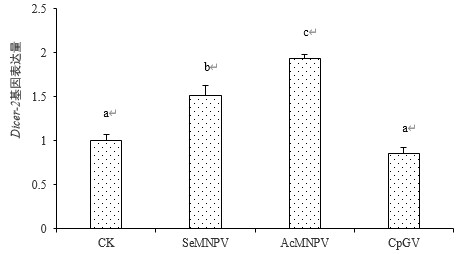 2.5
2
1.5
1
0.5
0
Dicer-2基因表达量
a↵
b↵
c↵
a↵
CK SeMNPV AcMNPV CpGV